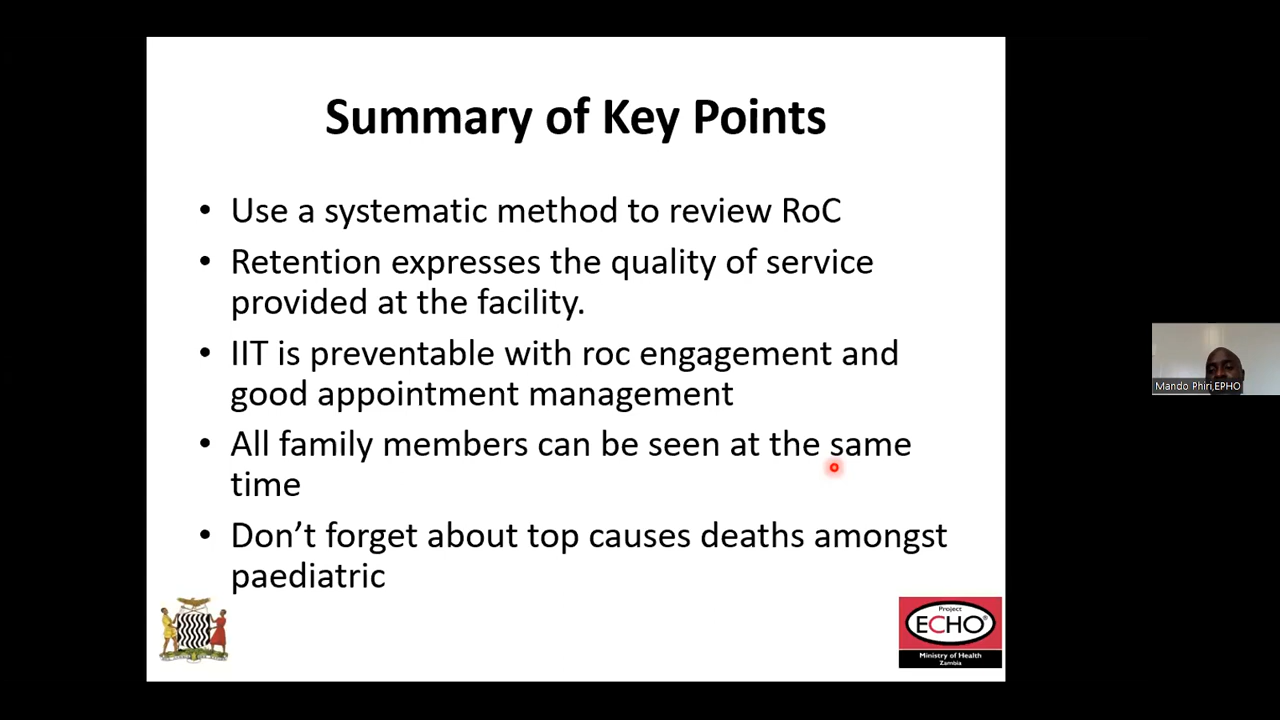 Summary of Key Points
• Use a systematic method to review RoC
• Retention expresses the quality of service
provided at the facility.
• IIT is preventable with roc engagement and
good appointment management
• All family members can be seen at the same
time
• Don’t forget about top causes deaths amongst
paediatric
Project
ECHO®
Ministry of Health
Zambia
Mando Phiri,EPHO